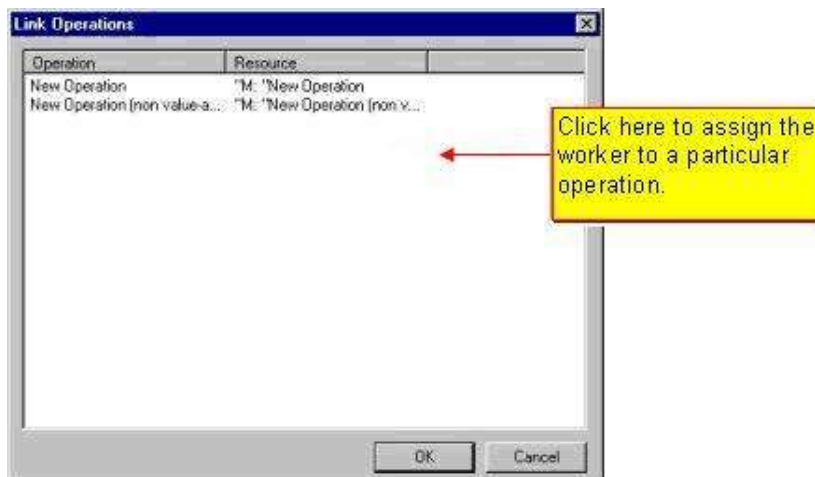 Link Operations
Operation Resource
New Operation "M: "New Operation
New Operation (non value-a... "M: "New Operation (non v...
Click here to assign the
worker to a particular
operation.
OK Cancel